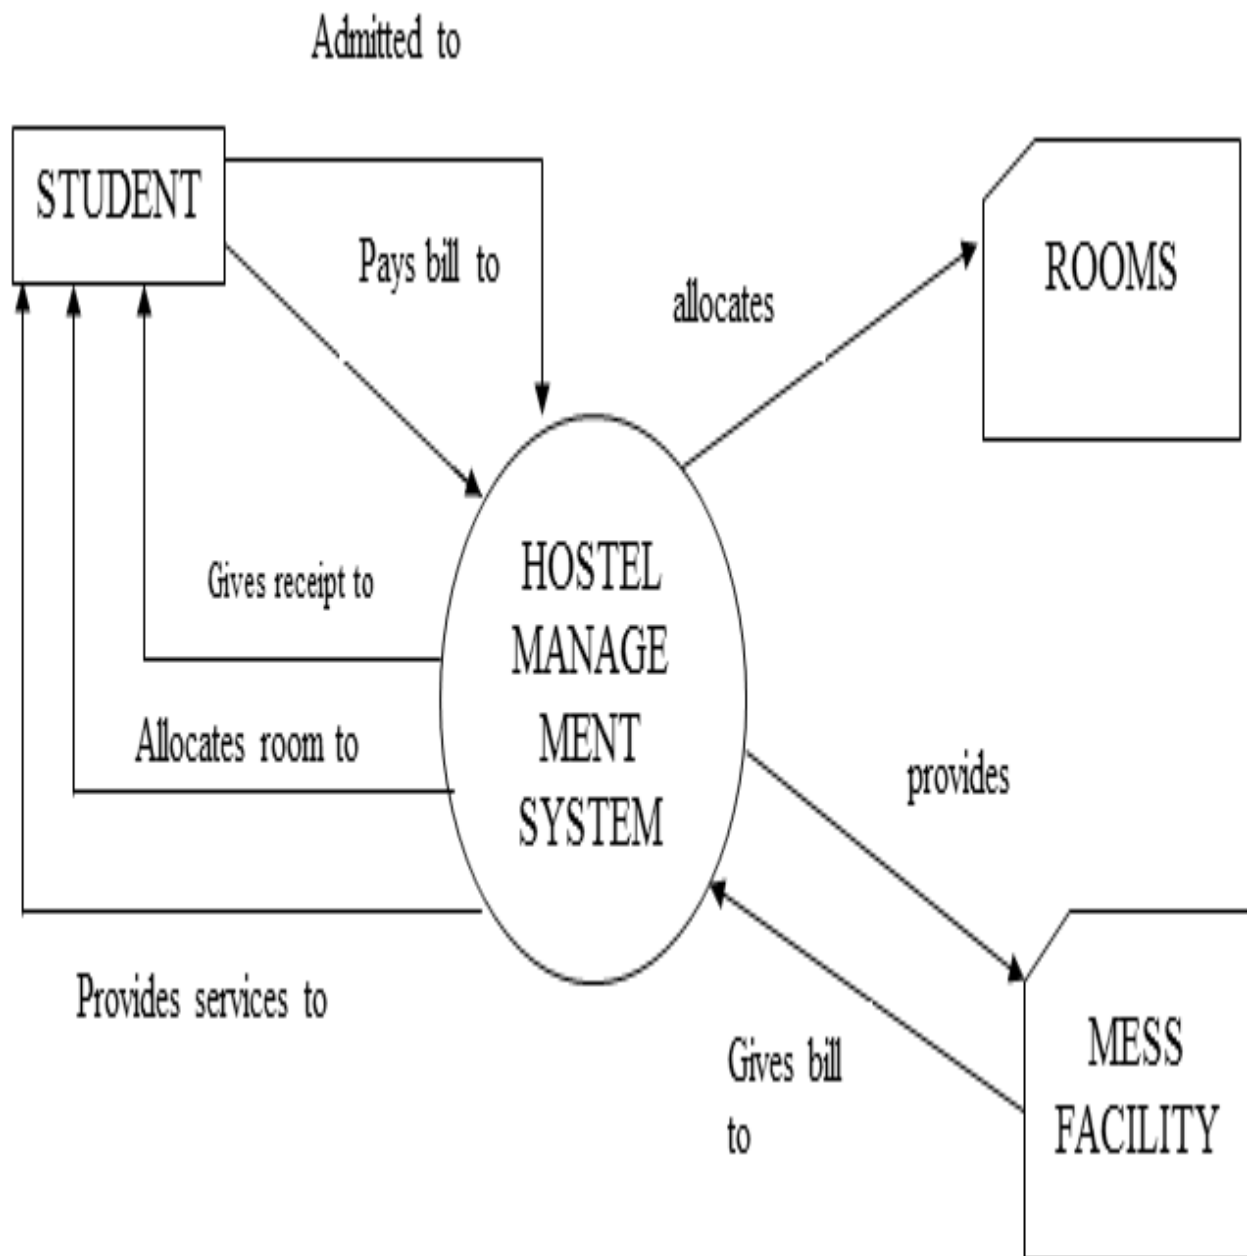 Admitted to
STUDENT
Pays bill to
allocates
ROOMS
Gives receipt to
HOSTEL
MANAGE
MENT
SYSTEM
Allocates room to
provides
Provides services to
Gives bill
to
MESS
FACILITY